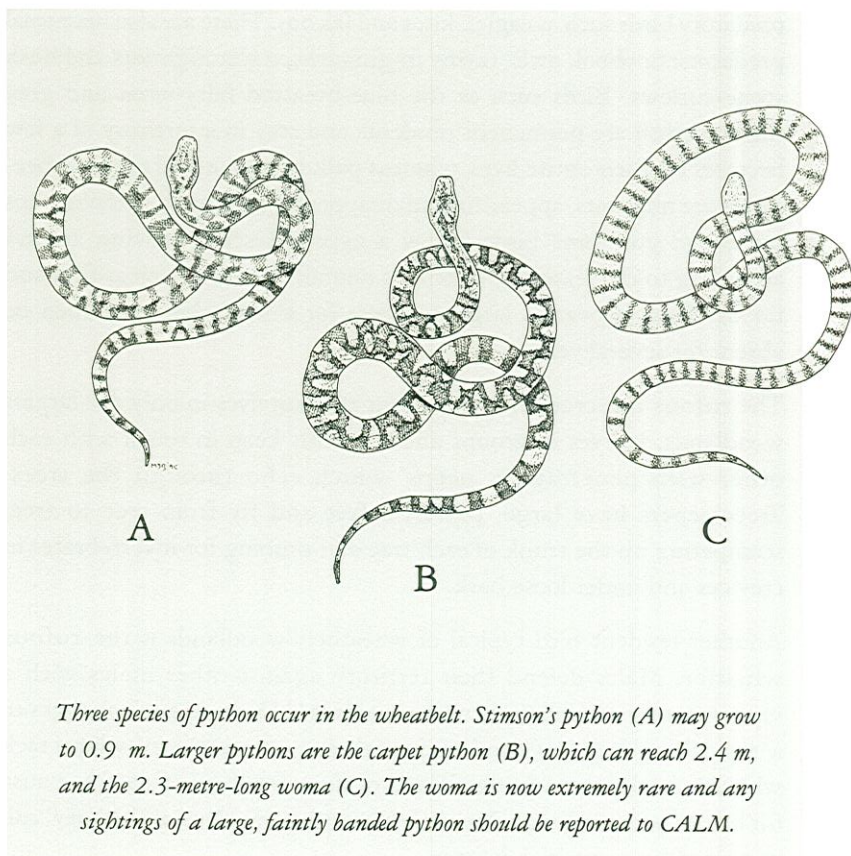 A
B
C
Three species of python occur in the wheatbelt. Stimson's python (A) may grow
to 0.9 m. Larger pythons are the carpet python (B), which can reach 2.4 m,
and the 2.3-metre-long woma (C). The woma is now extremely rare and any
sightings of a large, faintly banded python should be reported to CALM.